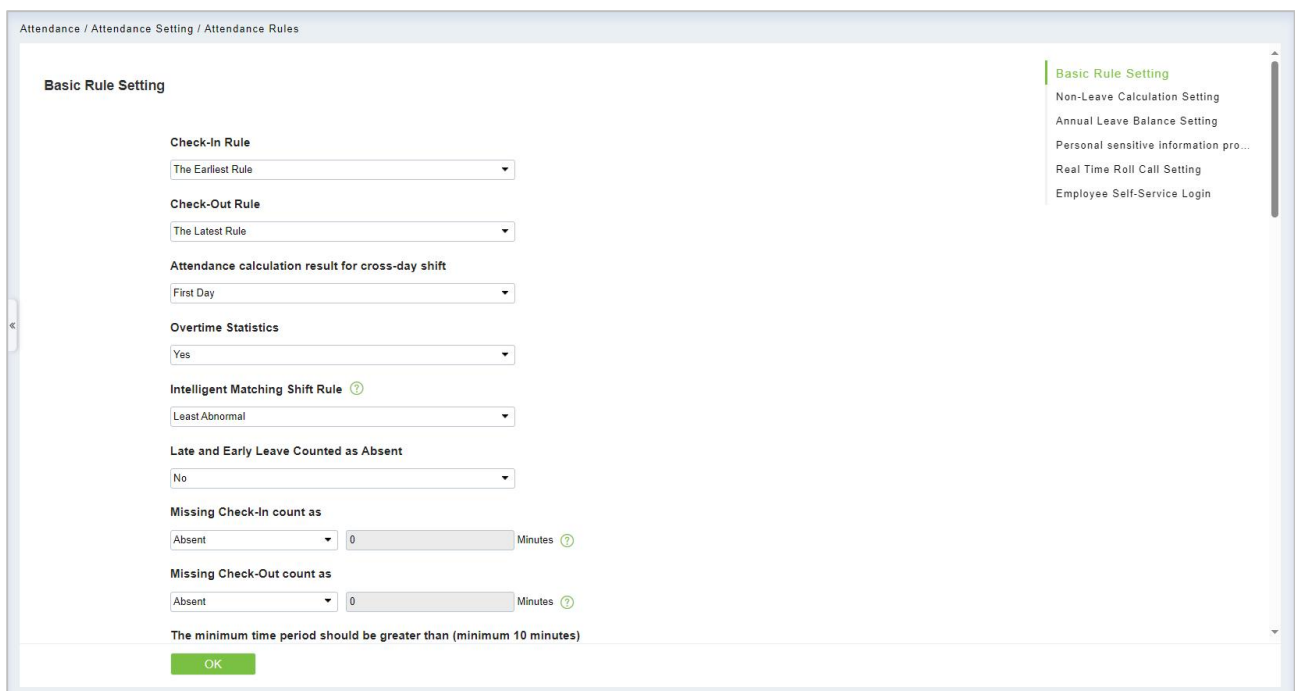 Attendance / Attendance Setting / Attendance Rules
Basic Rule Setting
Check-In Rule
The Earliest Rule
Check-Out Rule
The Latest Rule
Attendance calculation result for cross-day shift
First Day
Overtime Statistics
Yes
Intelligent Matching Shift Rule ?
Least Abnormal
Late and Early Leave Counted as Absent
No
Missing Check-In count as
Absent 0 Minutes ?
Missing Check-Out count as
Absent 0 Minutes ?
The minimum time period should be greater than (minimum 10 minutes)
OK
Basic Rule Setting
Non-Leave Calculation Setting
Annual Leave Balance Setting
Personal sensitive information pro...
Real Time Roll Call Setting
Employee Self-Service Login
«